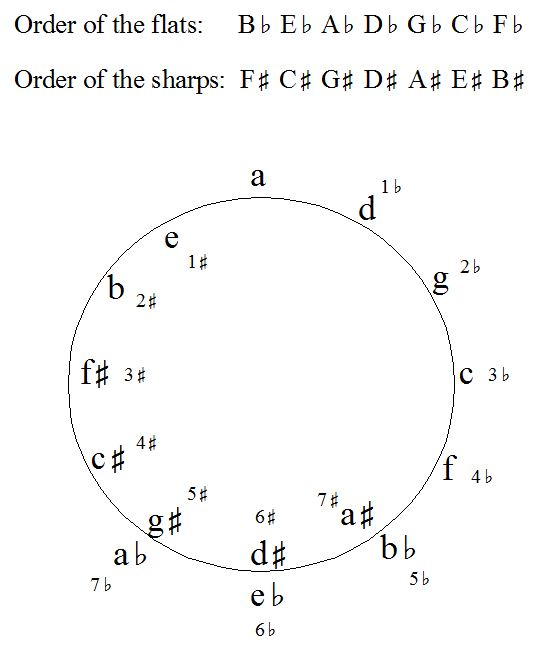 Order of the flats: B♭ E♭ A♭ D♭ G♭ C♭ F♭
Order of the sharps: F♯ C♯ G♯ D♯ A♯ E♯ B♯
a
d 1♭
e 1♯
g 2♭
b 2♯
f♯ 3♯
c 3♭
c♯ 4♯
f 4♭
g♯ 5♯
d♯ 6♯
a♯ 7♯
a♭ 7♭
e♭ 6♭
b♭ 5♭